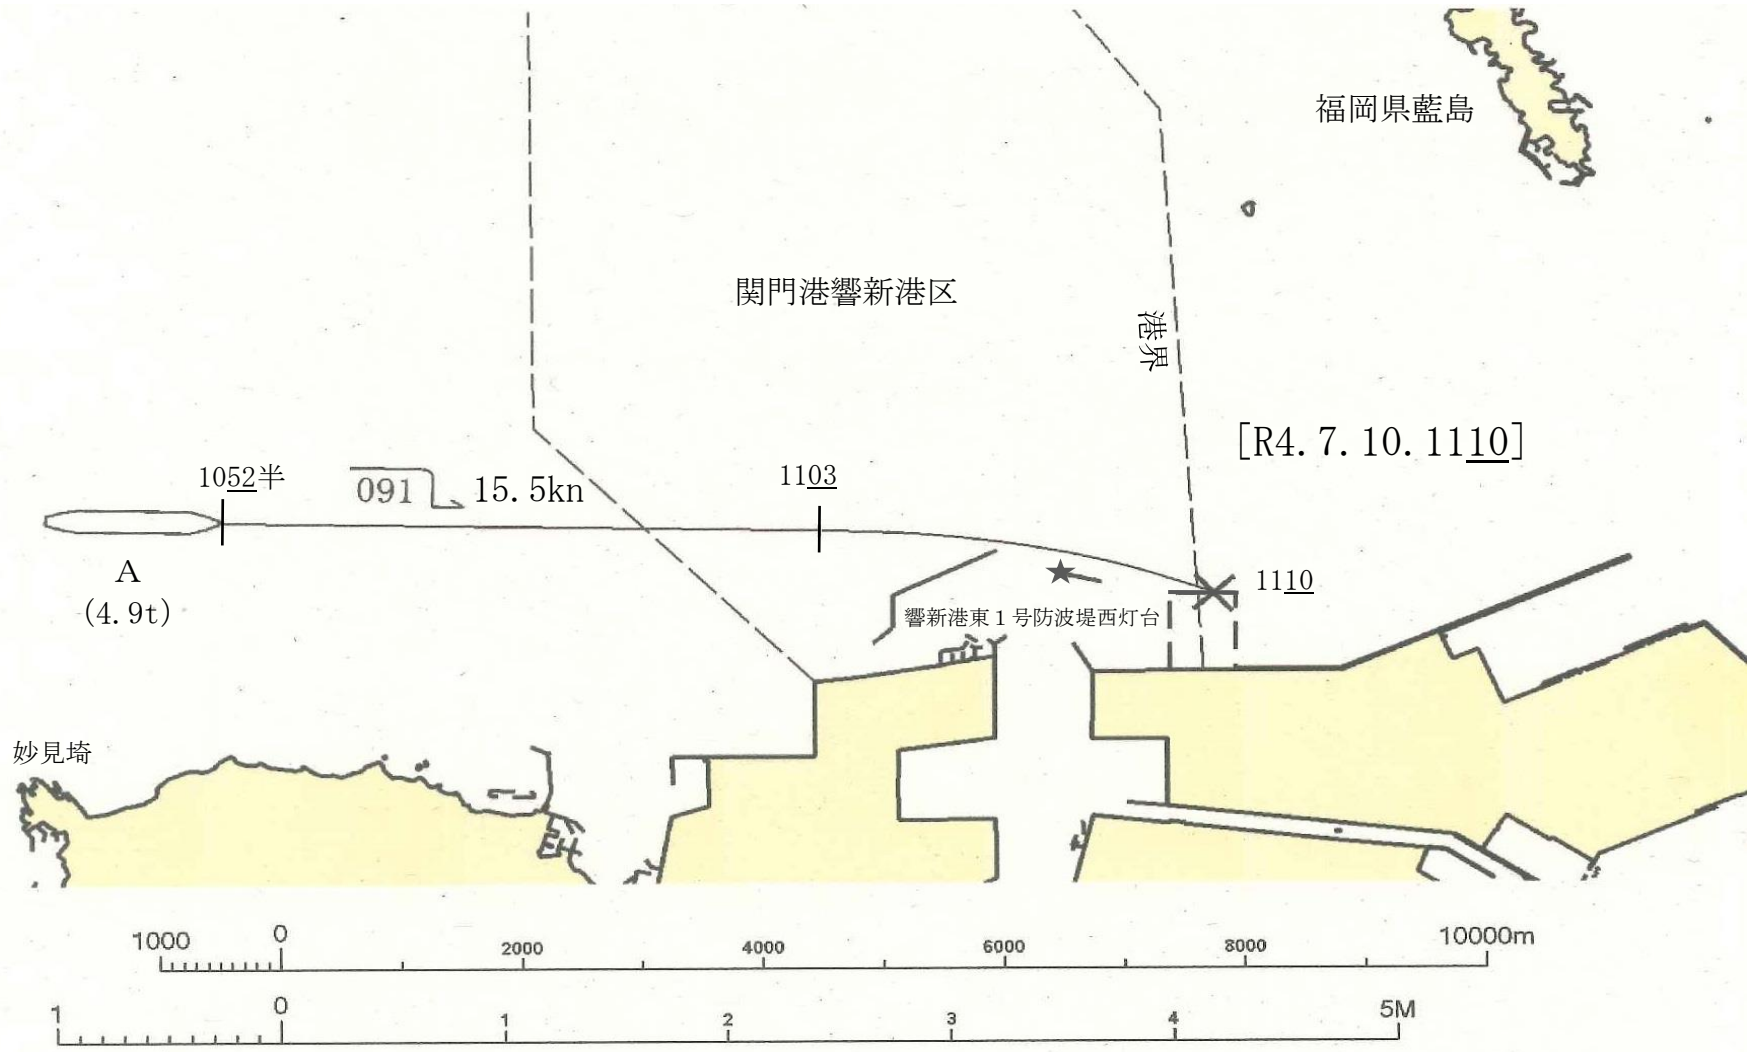 福岡県藍島
関門港響新港区
港界
[R4.7.10.1110]
1052半
091
15.5kn
1103
A
(4.9t)
1110
響新港東１号防波堤西灯台
妙見埼
1000 0 2000 4000 6000 8000 10000m
1 0 1 2 3 4 5M